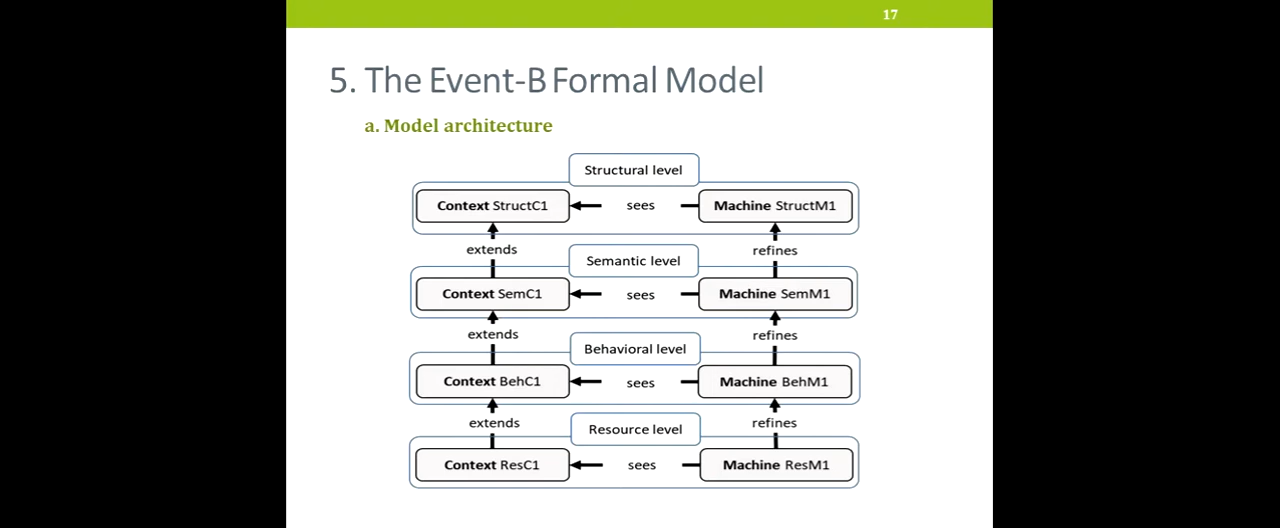 17
5. The Event-B Formal Model
a. Model architecture
Structural level
Context StructC1 sees Machine StructM1
extends refines
Semantic level
Context SemC1 sees Machine SemM1
extends refines
Behavioral level
Context BehC1 sees Machine BehM1
extends refines
Resource level
Context ResC1 sees Machine ResM1